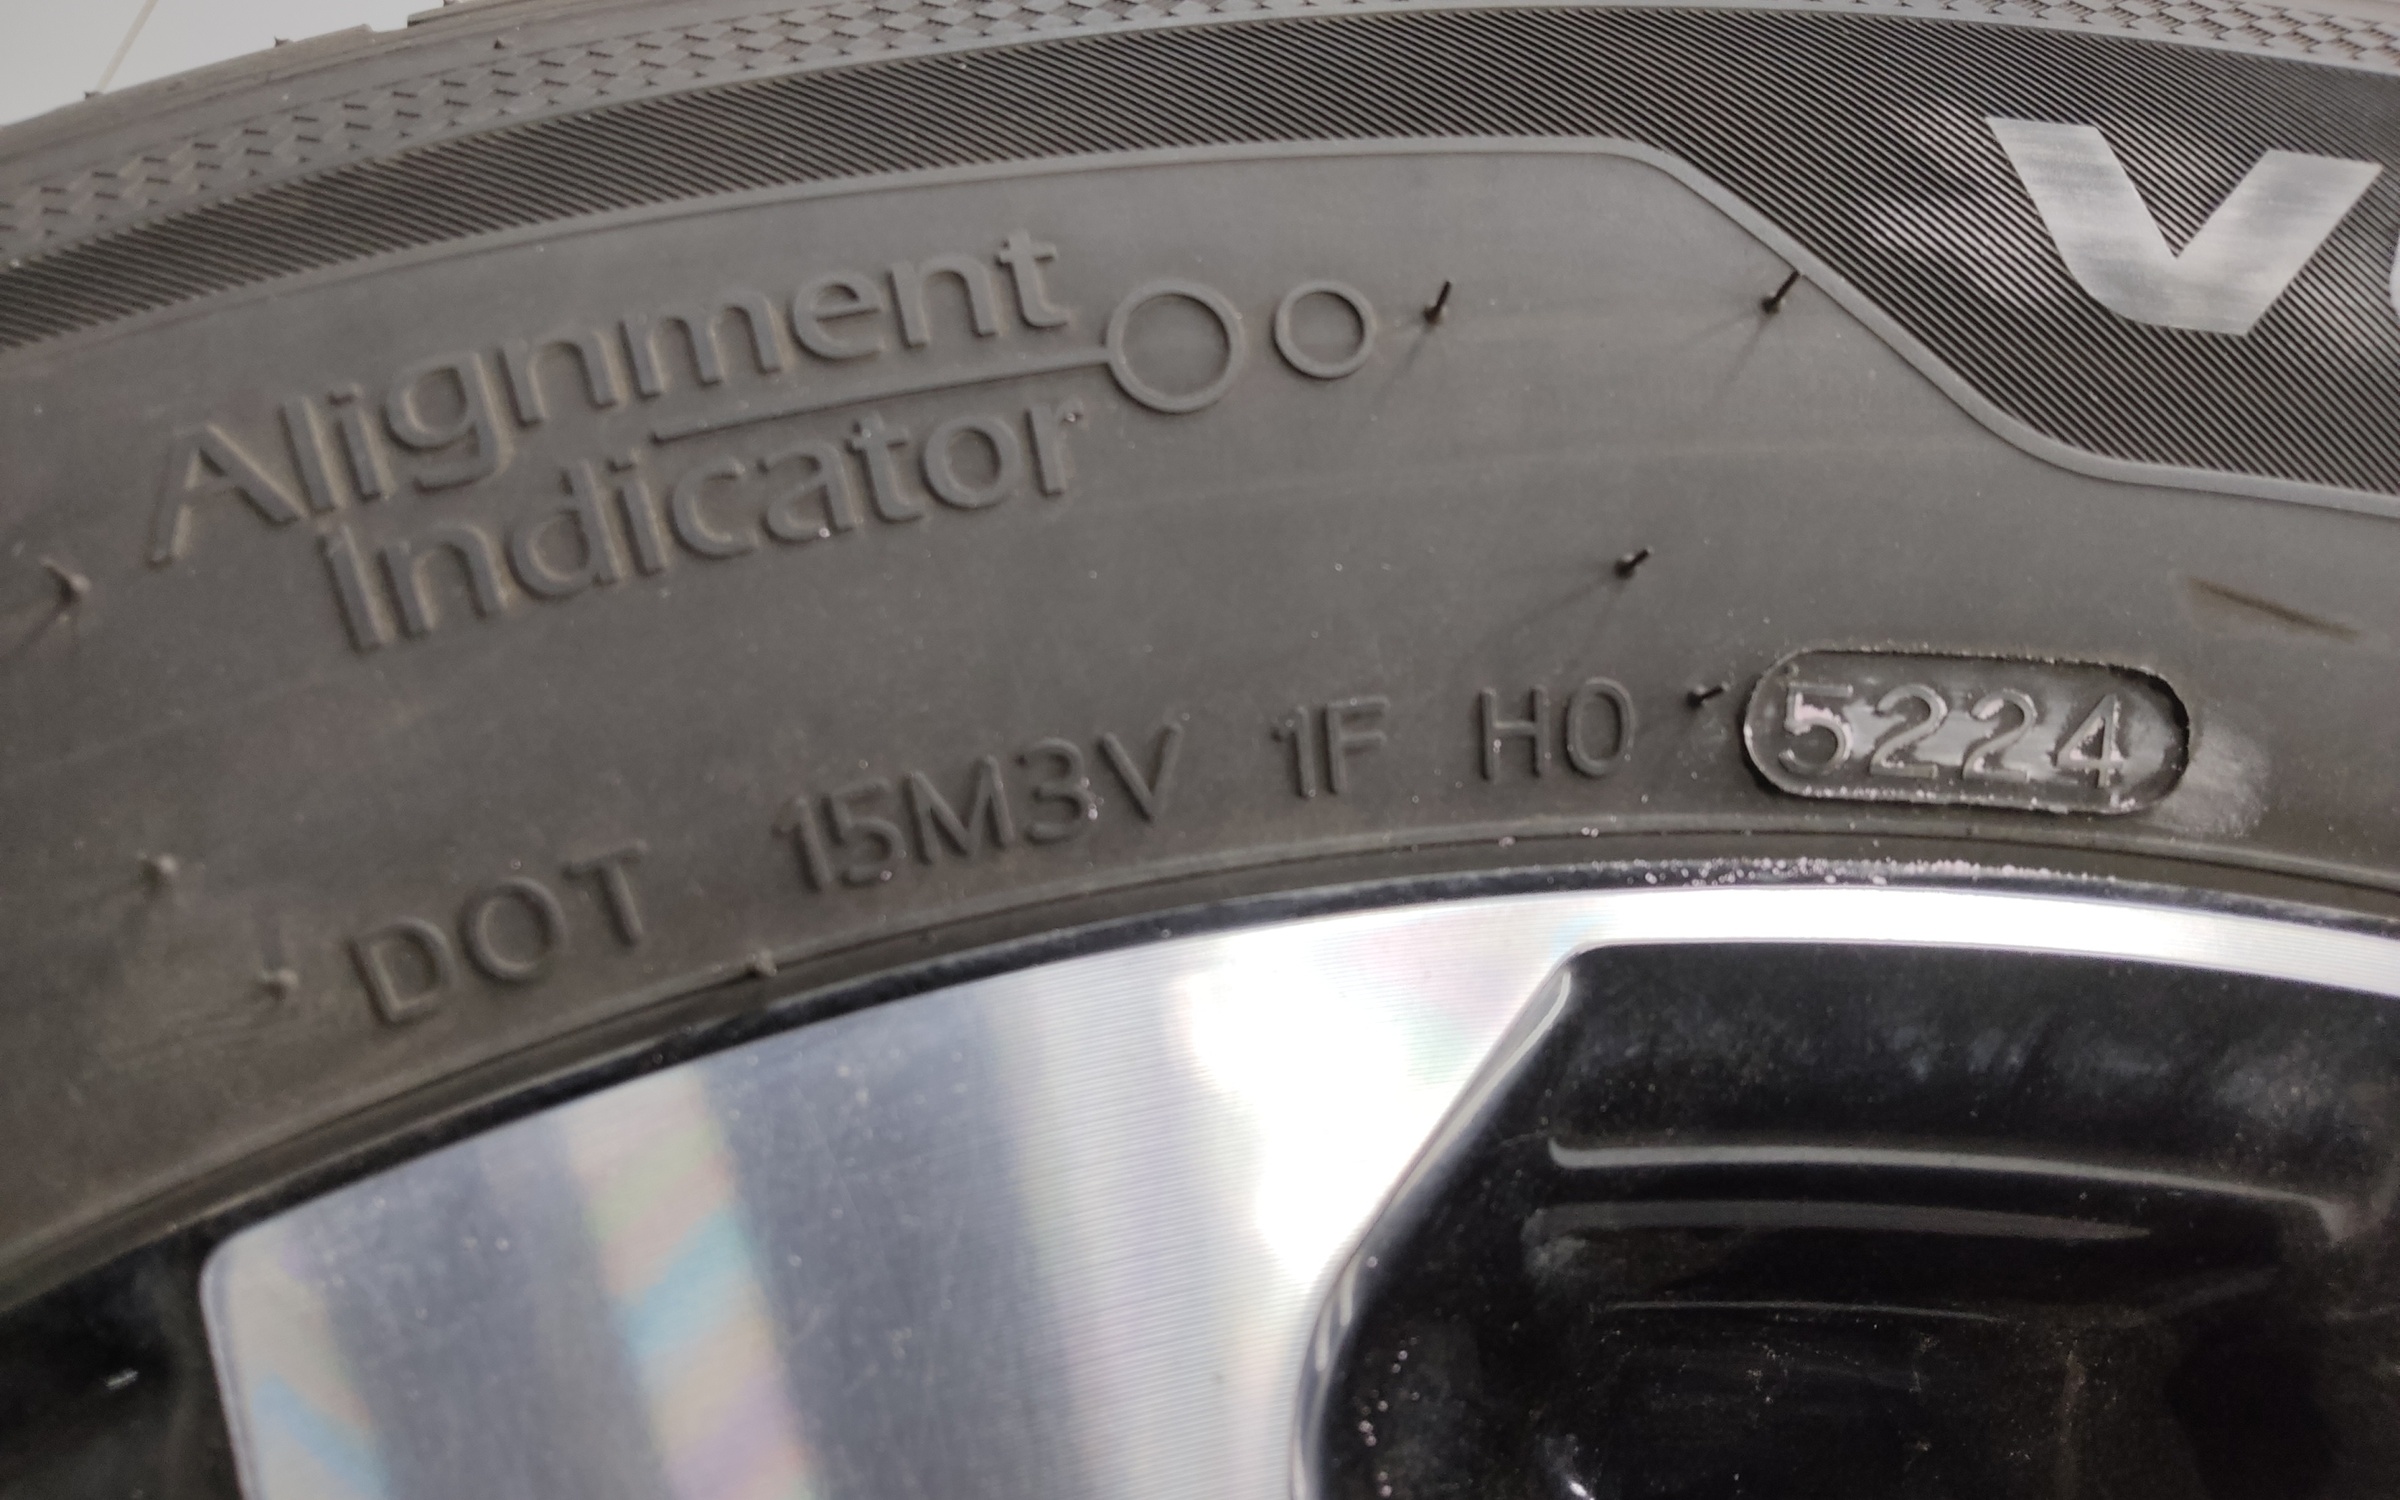 Alignment
Indicator
DOT 15M3V 1F H0 5224
V